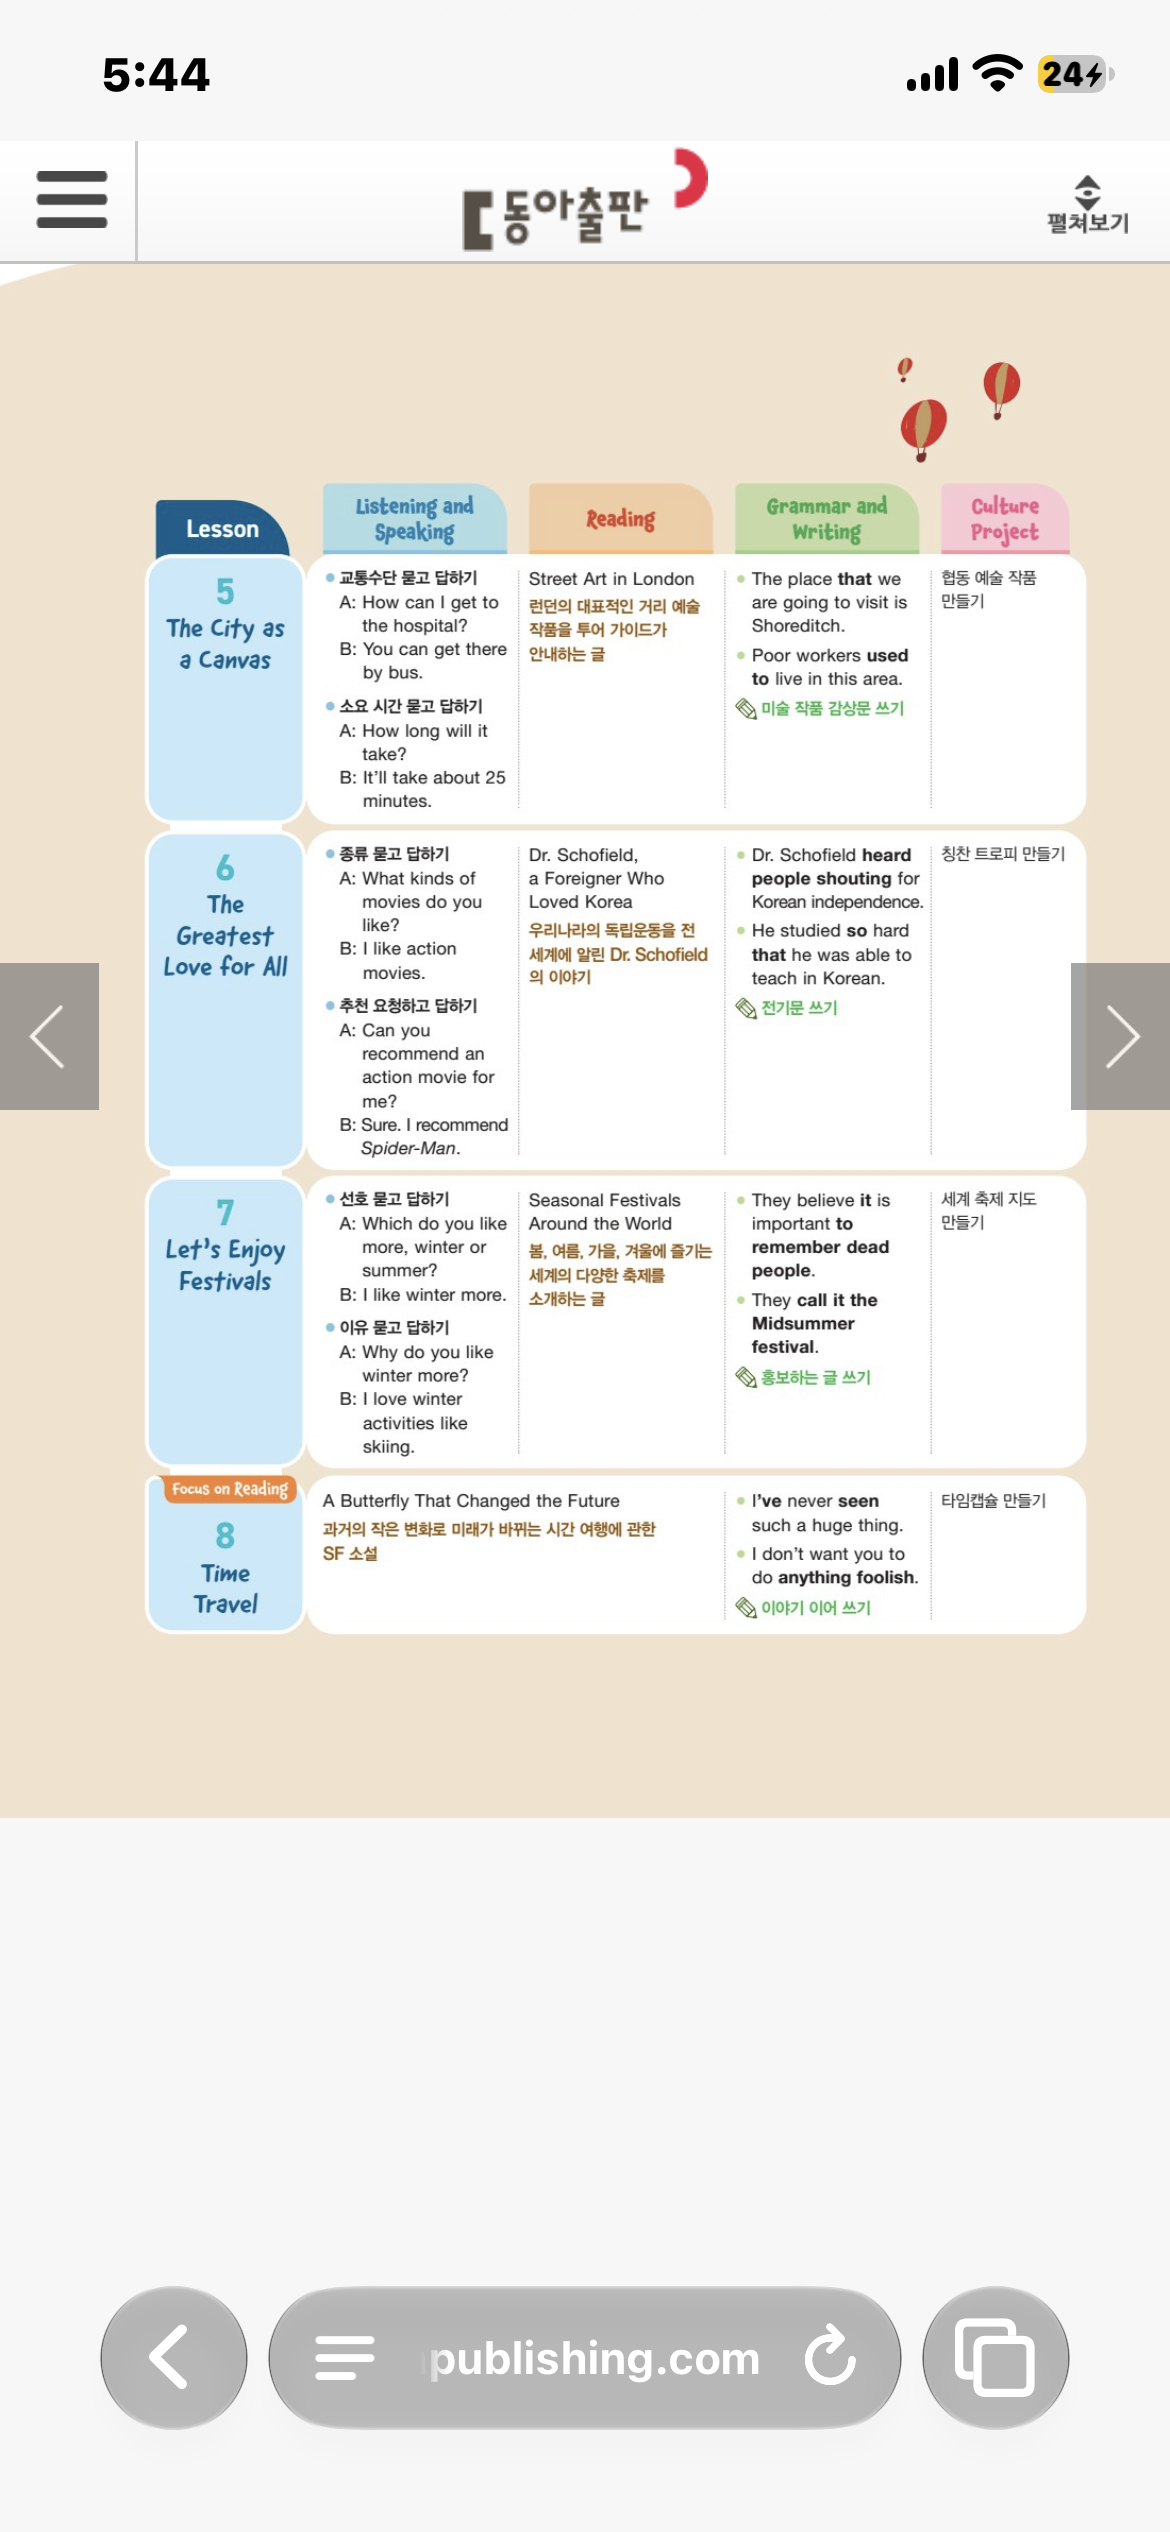 5:44
24
동아출판
펼쳐보기
Lesson
Listening and
Speaking
Reading
Grammar and
Writing
Culture
Project
5
The City as
a Canvas
교통수단 묻고 답하기
A: How can I get to
the hospital?
B: You can get there
by bus.
소요 시간 묻고 답하기
A: How long will it
take?
B: It'll take about 25
minutes.
Street Art in London
런던의 대표적인 거리 예술
작품을 투어 가이드가
안내하는 글
The place that we
are going to visit is
Shoreditch.
Poor workers used
to live in this area.
미술 작품 감상문 쓰기
협동 예술 작품
만들기
6
The
Greatest
Love for All
종류 묻고 답하기
A: What kinds of
movies do you
like?
B: I like action
movies.
추천 요청하고 답하기
A: Can you
recommend an
action movie for
me?
B: Sure. I recommend
Spider-Man.
Dr. Schofield,
a Foreigner Who
Loved Korea
우리나라의 독립운동을 전
세계에 알린 Dr. Schofield
의 이야기
Dr. Schofield heard
people shouting for
Korean independence.
He studied so hard
that he was able to
teach in Korean.
전기문 쓰기
칭찬 트로피 만들기
7
Let's Enjoy
Festivals
선호 묻고 답하기
A: Which do you like
more, winter or
summer?
B: I like winter more.
이유 묻고 답하기
A: Why do you like
winter more?
B: I love winter
activities like
skiing.
Seasonal Festivals
Around the World
봄, 여름, 가을, 겨울에 즐기는
세계의 다양한 축제를
소개하는 글
They believe it is
important to
remember dead
people.
They call it the
Midsummer
festival.
홍보하는 글 쓰기
세계 축제 지도
만들기
Focus on Reading
8
Time
Travel
A Butterfly That Changed the Future
과거의 작은 변화로 미래가 바뀌는 시간 여행에 관한
SF 소설
I've never seen
such a huge thing.
I don't want you to
do anything foolish.
이야기 이어 쓰기
타임캡슐 만들기
publishing.com